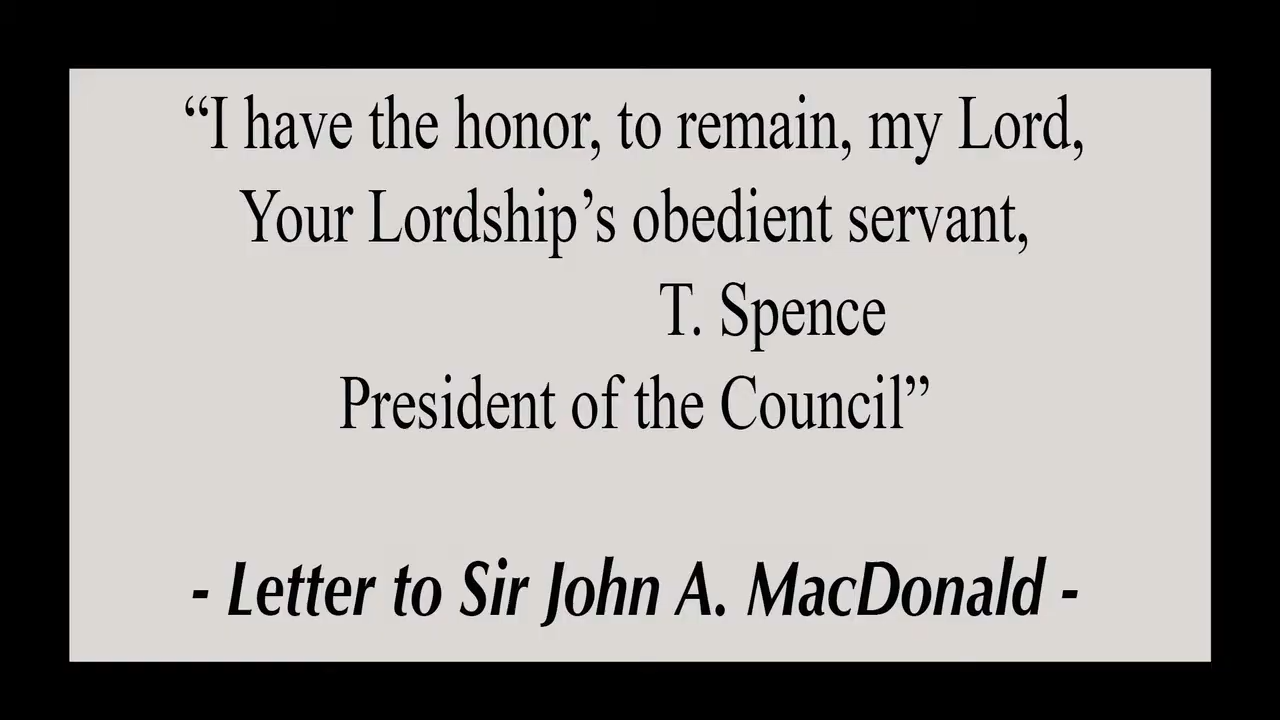 “I have the honor, to remain, my Lord,
Your Lordship’s obedient servant,
T. Spence
President of the Council”
- Letter to Sir John A. MacDonald -